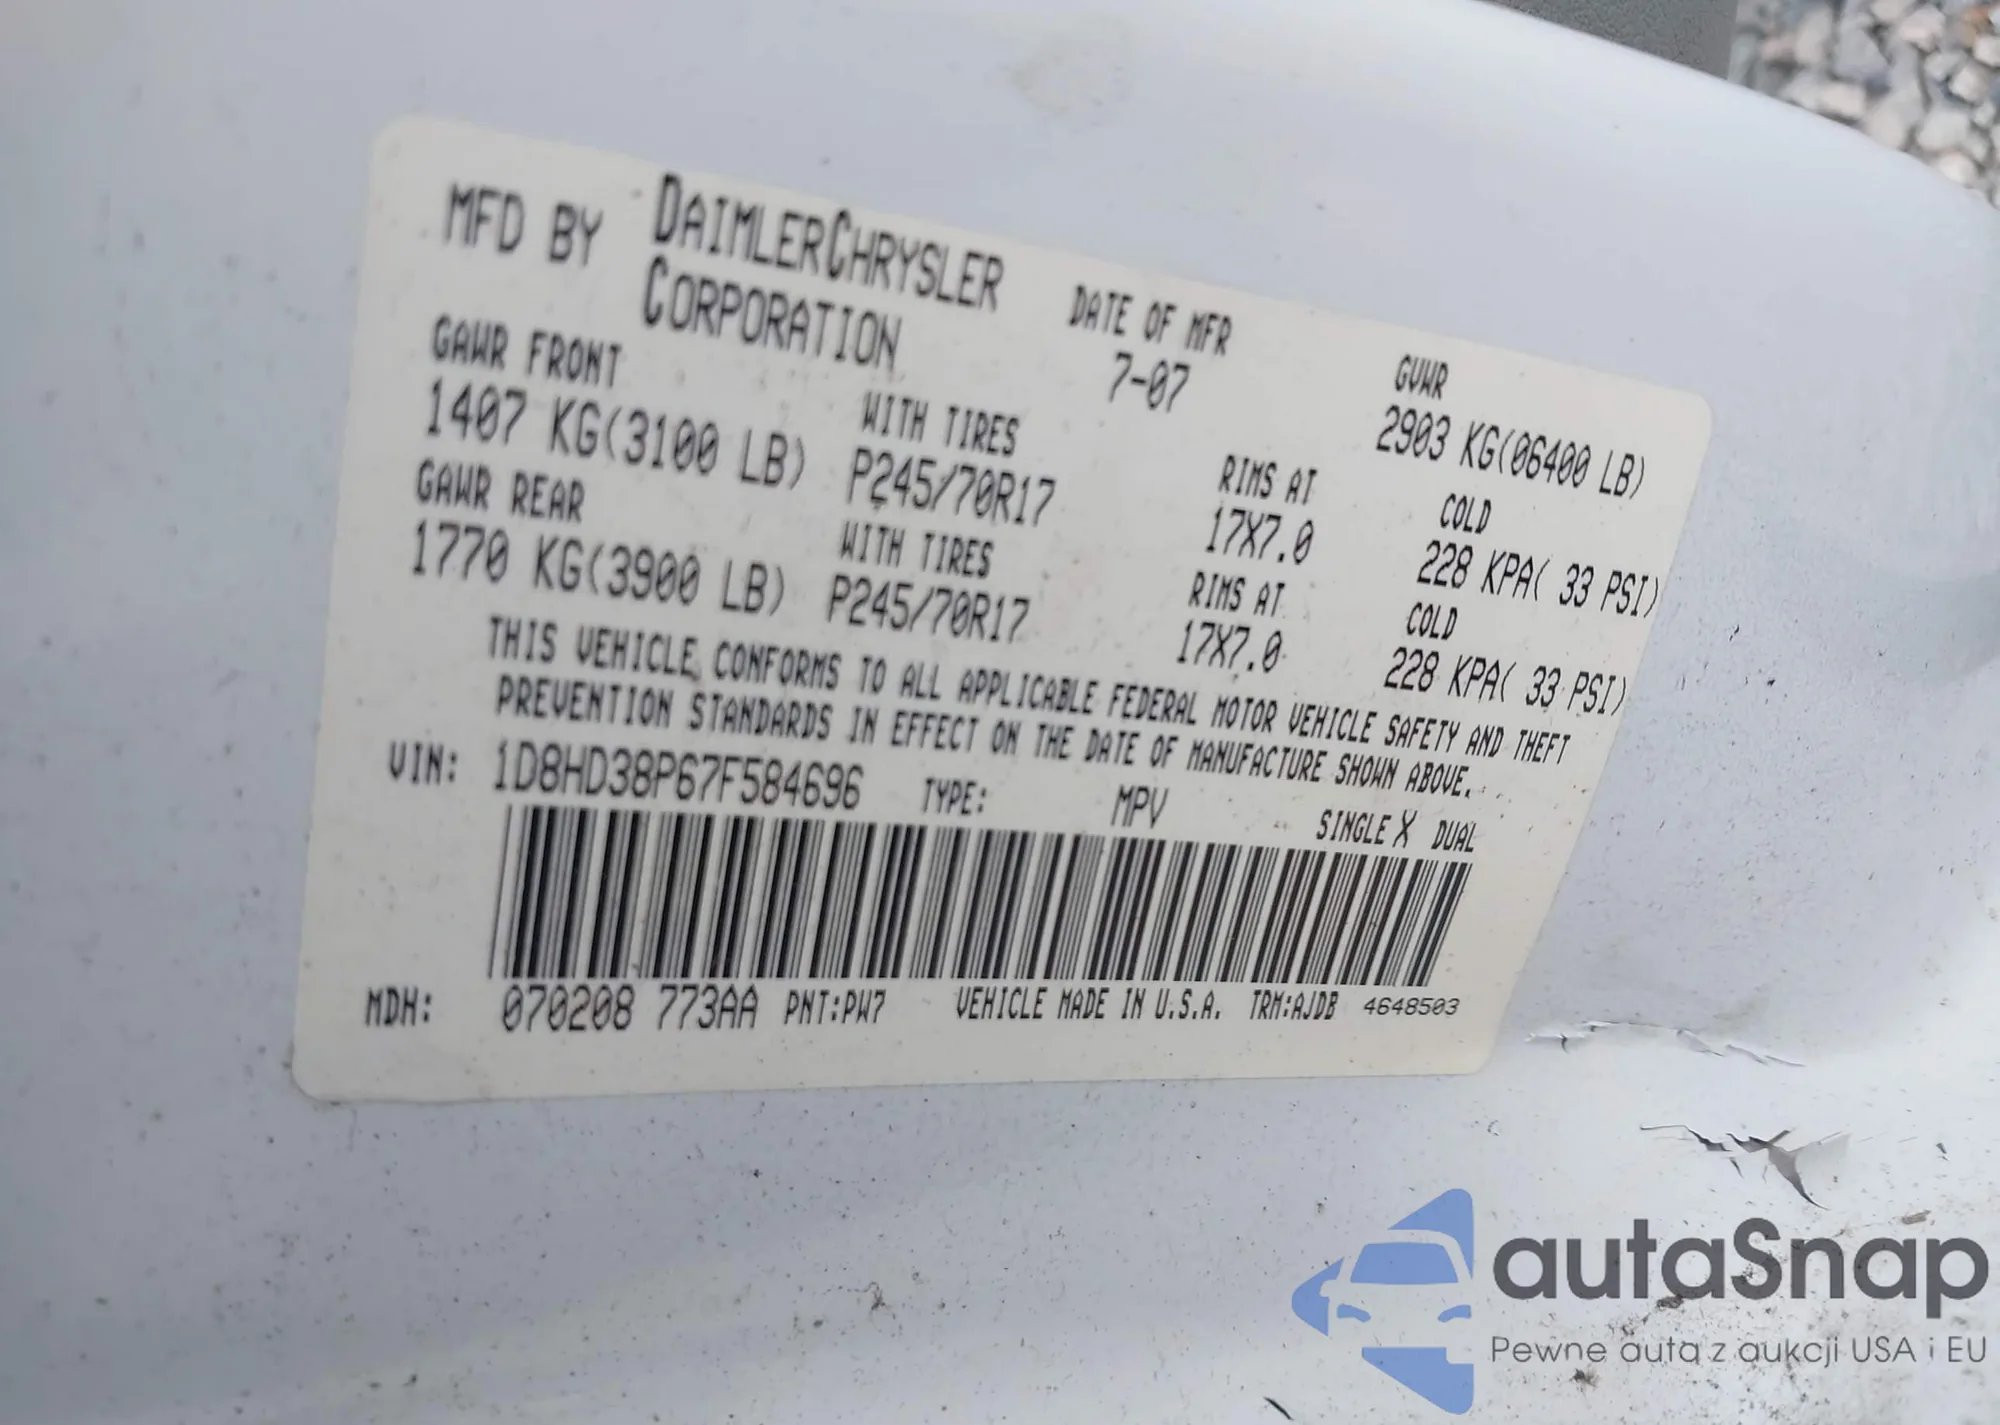 MFD BY DAIMLERCHRYSLER CORPORATION
DATE OF MFR 7-07
GVWR 2903 KG(06400 LB)
GAWR FRONT
1407 KG(3100 LB)
WITH TIRES
P245/70R17
RIMS AT
17X7.0
COLD
228 KPA( 33 PSI)
GAWR REAR
1770 KG(3900 LB)
WITH TIRES
P245/70R17
RIMS AT
17X7.0
COLD
228 KPA( 33 PSI)
THIS VEHICLE CONFORMS TO ALL APPLICABLE FEDERAL MOTOR VEHICLE SAFETY AND THEFT
PREVENTION STANDARDS IN EFFECT ON THE DATE OF MANUFACTURE SHOWN ABOVE.
VIN: 1D8HD38P67F584696 TYPE: MPV SINGLE X DUAL
MDH: 070208 773AA PNT:PW7 VEHICLE MADE IN U.S.A. TRM:AJDB 4648503
autaSnap
Pewne auta z aukcji USA i EU